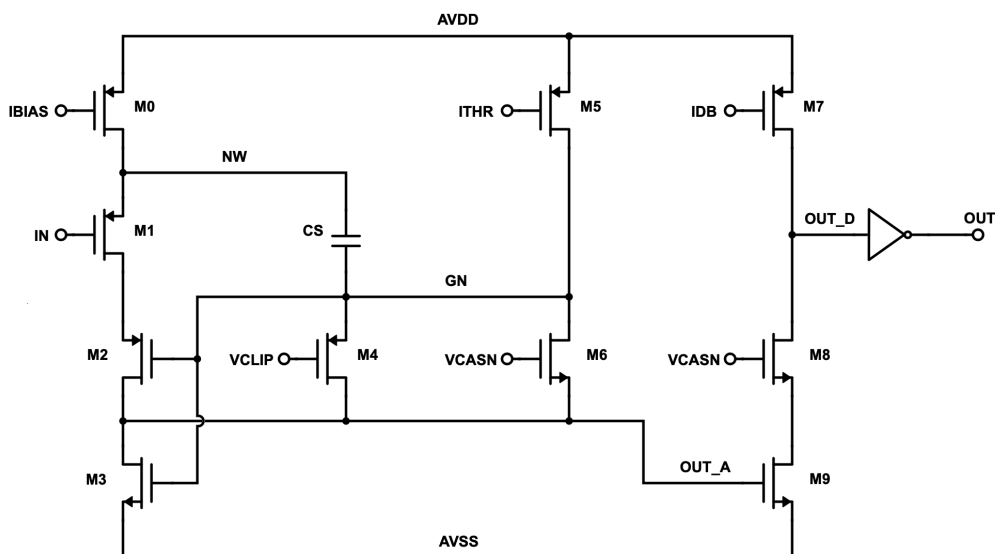 AVDD
M0
IBIAS
ITHR
M5
IDB
M7
NW
IN
M1
CS
OUT_D
OUT
GN
M2
VCLIP
M4
VCASN
M6
VCASN
M8
M3
OUT_A
M9
AVSS